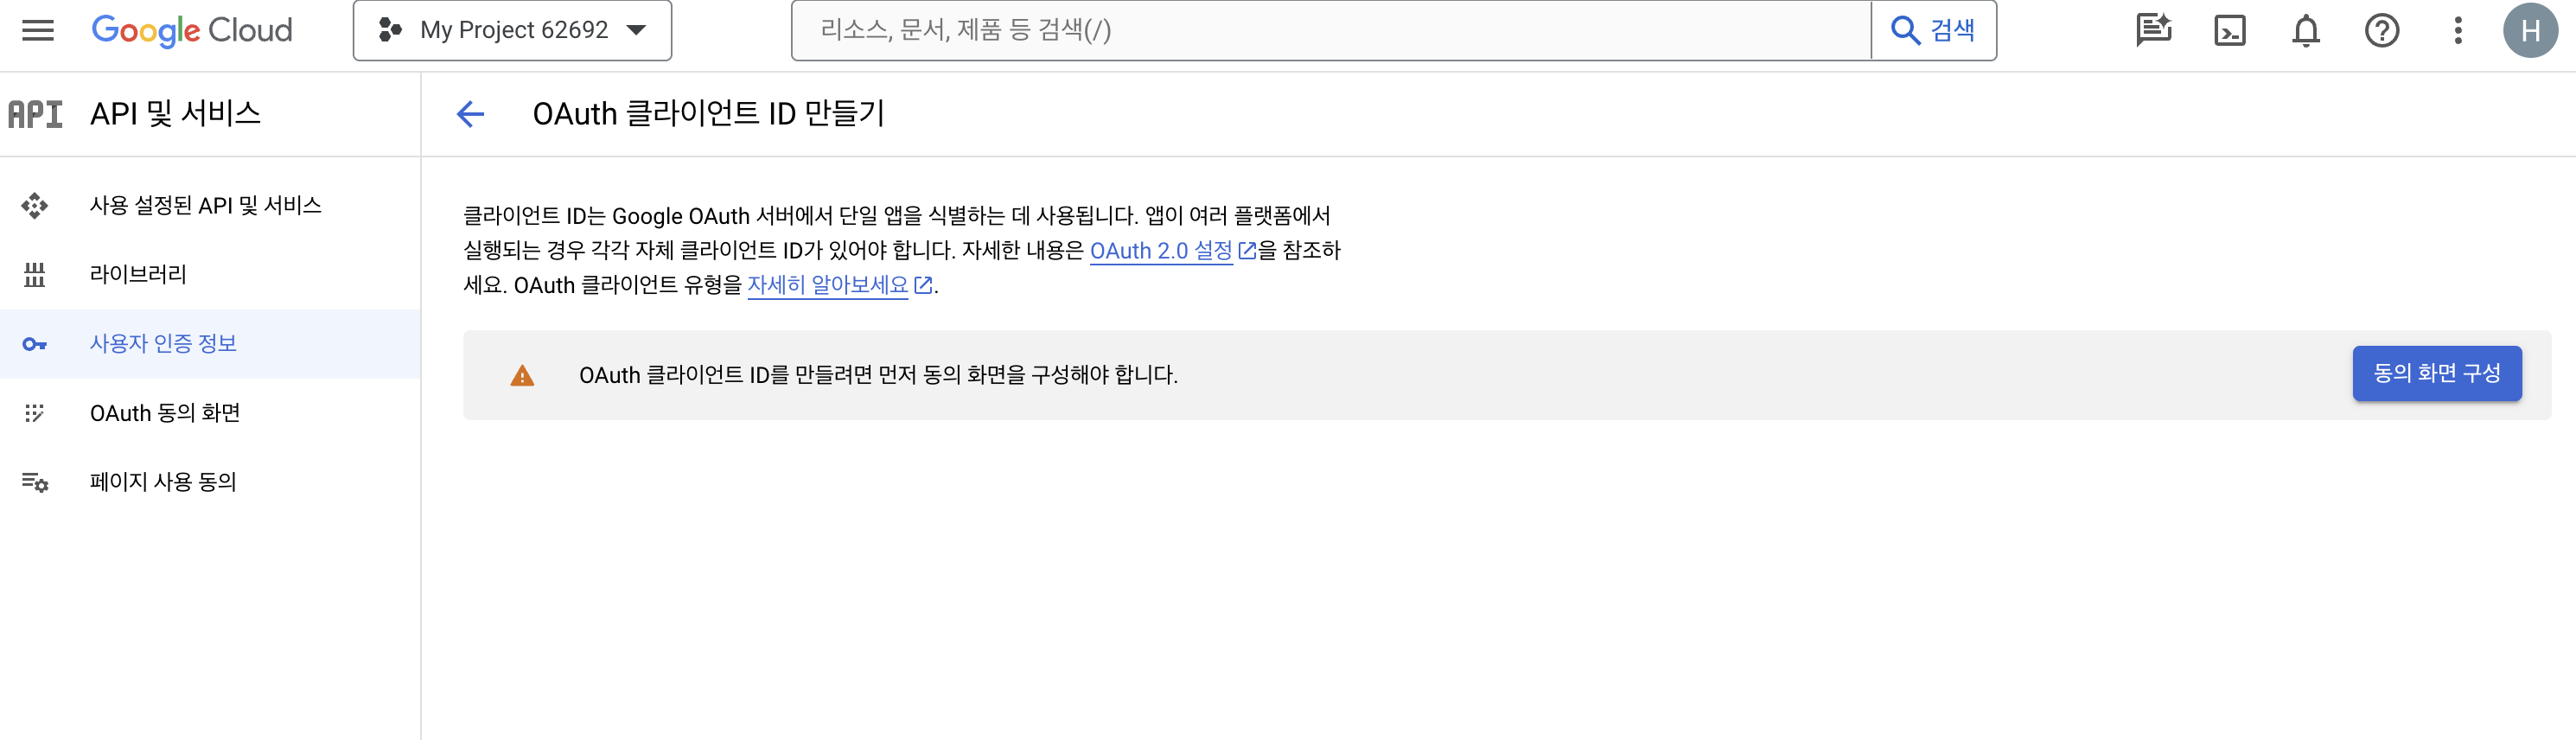 Google Cloud
My Project 62692
리소스, 문서, 제품 등 검색(/)
검색
H
API
API 및 서비스
OAuth 클라이언트 ID 만들기
사용 설정된 API 및 서비스
라이브러리
사용자 인증 정보
OAuth 동의 화면
페이지 사용 동의
클라이언트 ID는 Google OAuth 서버에서 단일 앱을 식별하는 데 사용됩니다. 앱이 여러 플랫폼에서
실행되는 경우 각각 자체 클라이언트 ID가 있어야 합니다. 자세한 내용은 OAuth 2.0 설정을 참조하
세요. OAuth 클라이언트 유형을 자세히 알아보세요.
OAuth 클라이언트 ID를 만들려면 먼저 동의 화면을 구성해야 합니다.
동의 화면 구성